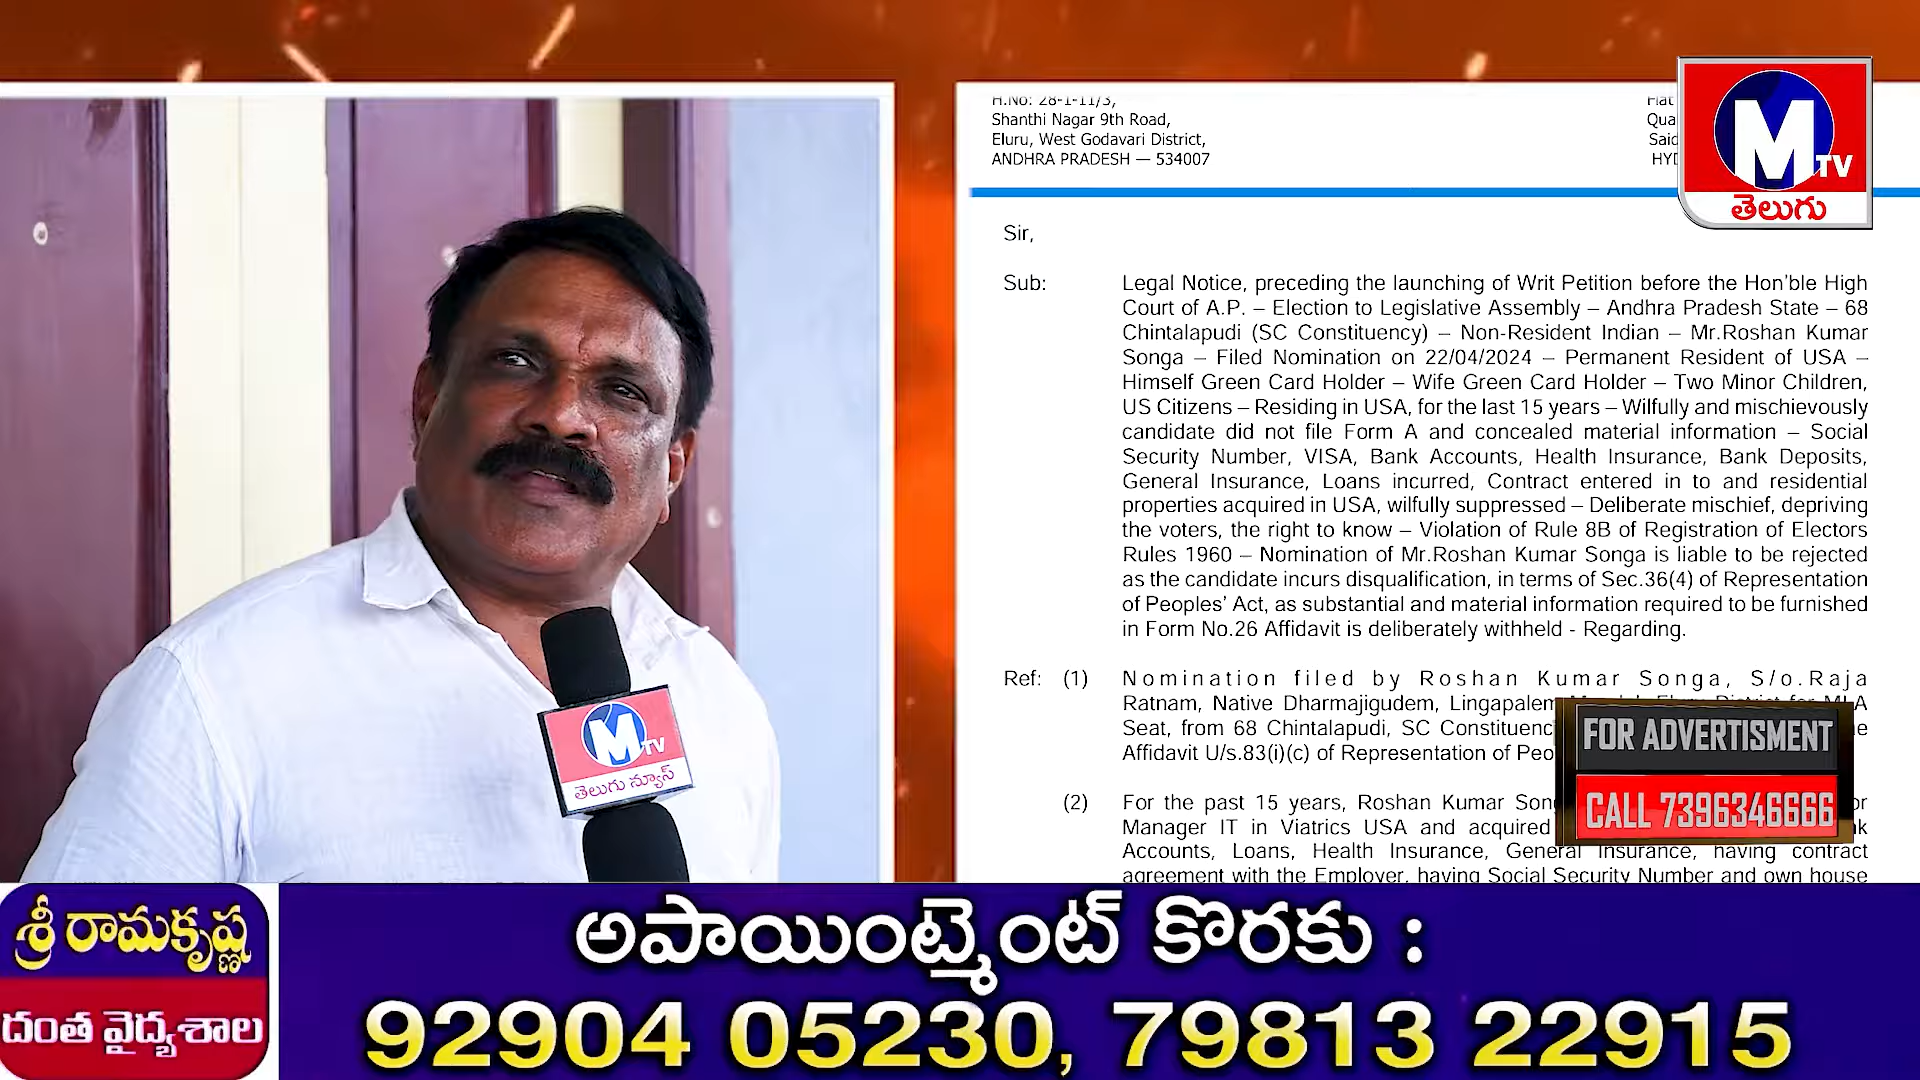 H.No: 28-1-11/3,
Shanthi Nagar 9th Road,
Eluru, West Godavari District,
ANDHRA PRADESH — 534007
Flat
M TV
తెలుగు
Sir,
Sub: Legal Notice, preceding the launching of Writ Petition before the Hon'ble High
Court of A.P. – Election to Legislative Assembly – Andhra Pradesh State – 68
Chintalapudi (SC Constituency) – Non-Resident Indian – Mr.Roshan Kumar
Songa – Filed Nomination on 22/04/2024 – Permanent Resident of USA –
Himself Green Card Holder – Wife Green Card Holder – Two Minor Children,
US Citizens – Residing in USA, for the last 15 years – Wilfully and mischievously
candidate did not file Form A and concealed material information – Social
Security Number, VISA, Bank Accounts, Health Insurance, Bank Deposits,
General Insurance, Loans incurred, Contract entered in to and residential
properties acquired in USA, wilfully suppressed – Deliberate mischief, depriving
the voters, the right to know – Violation of Rule 8B of Registration of Electors
Rules 1960 – Nomination of Mr.Roshan Kumar Songa is liable to be rejected
as the candidate incurs disqualification, in terms of Sec.36(4) of Representation
of Peoples' Act, as substantial and material information required to be furnished
in Form No.26 Affidavit is deliberately withheld - Regarding.
Ref: (1) Nomination filed by Roshan Kumar Songa, S/o.Raja
Ratnam, Native Dharmajigudem, Lingapalem
Seat, from 68 Chintalapudi, SC
Affidavit U/s.83(i)(c) of Representation of
(2) For the past 15 years, Roshan Kumar
Manager IT in Viatrics USA and acquired
Accounts, Loans, Health Insurance, General Insurance, having contract
agreement with the Employer, having Social Security Number and own house
FOR ADVERTISMENT
CALL 7396346666
M TV
తెలుగు న్యూస్
శ్రీ రామకృష్ణ
దంత వైద్యశాల
అపాయింట్మెంట్ కొరకు :
92904 05230, 79813 22915